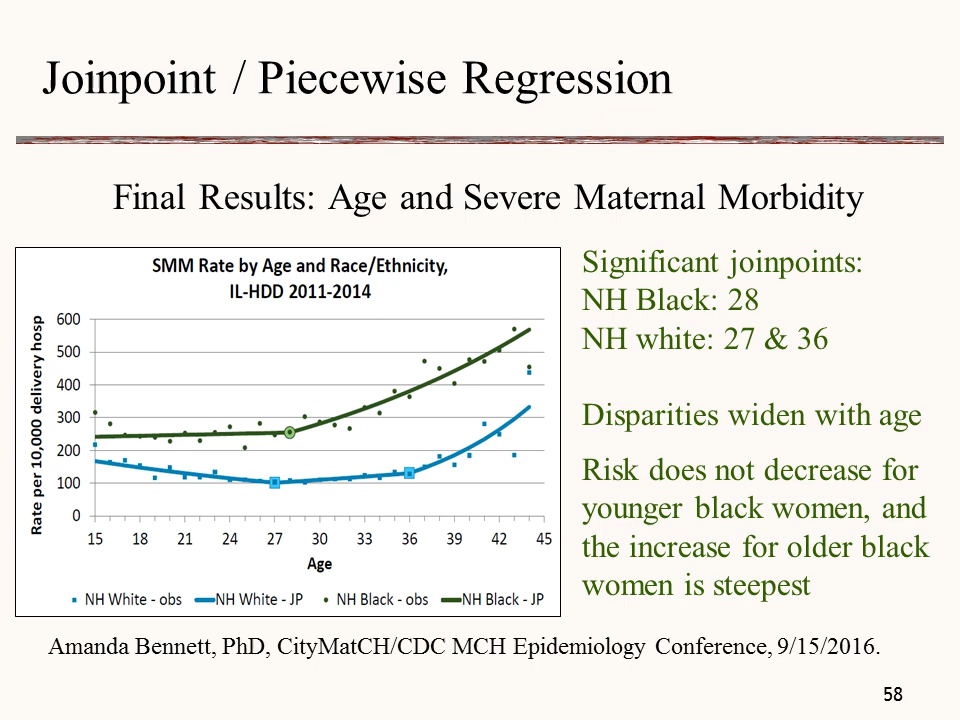 Joinpoint / Piecewise Regression
Final Results: Age and Severe Maternal Morbidity
SMM Rate by Age and Race/Ethnicity,
IL-HDD 2011-2014
Rate per 10,000 delivery hosp
600
500
400
300
200
100
0
15 18 21 24 27 30 33 36 39 42 45
Age
NH White - obs NH White - JP NH Black - obs NH Black - JP
Significant joinpoints:
NH Black: 28
NH white: 27 & 36
Disparities widen with age
Risk does not decrease for
younger black women, and
the increase for older black
women is steepest
Amanda Bennett, PhD, CityMatCH/CDC MCH Epidemiology Conference, 9/15/2016.
58